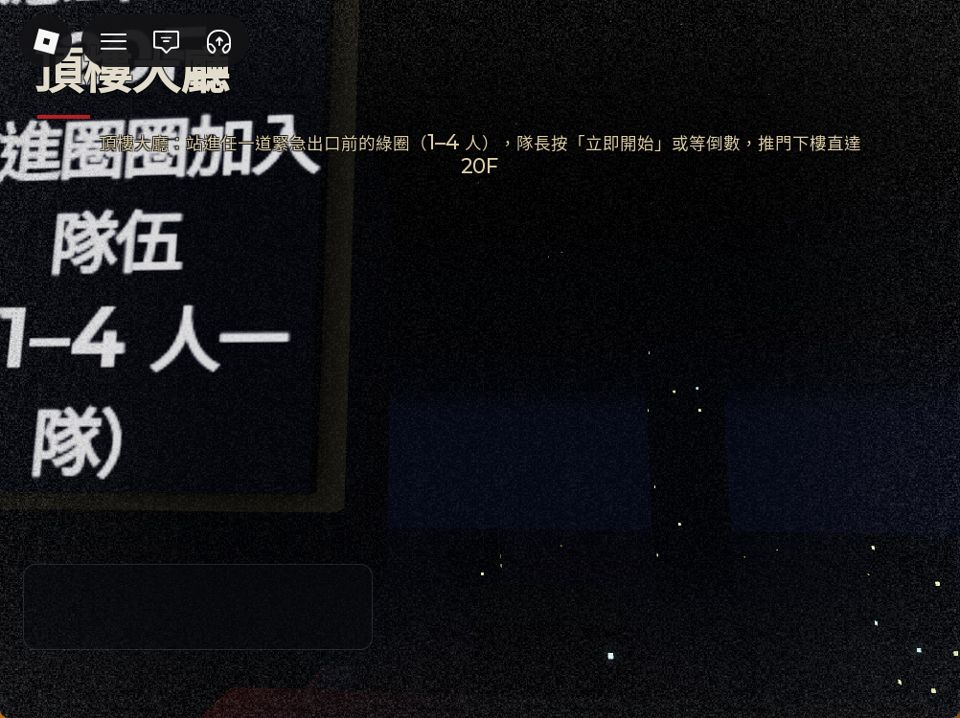 頂樓大廳
頂樓大廳：站進任一道緊急出口前的綠圈（1–4 人），隊長按「立即開始」或等倒數，推門下樓直達
20F
進圈圈加入
隊伍
1–4 人一
隊）